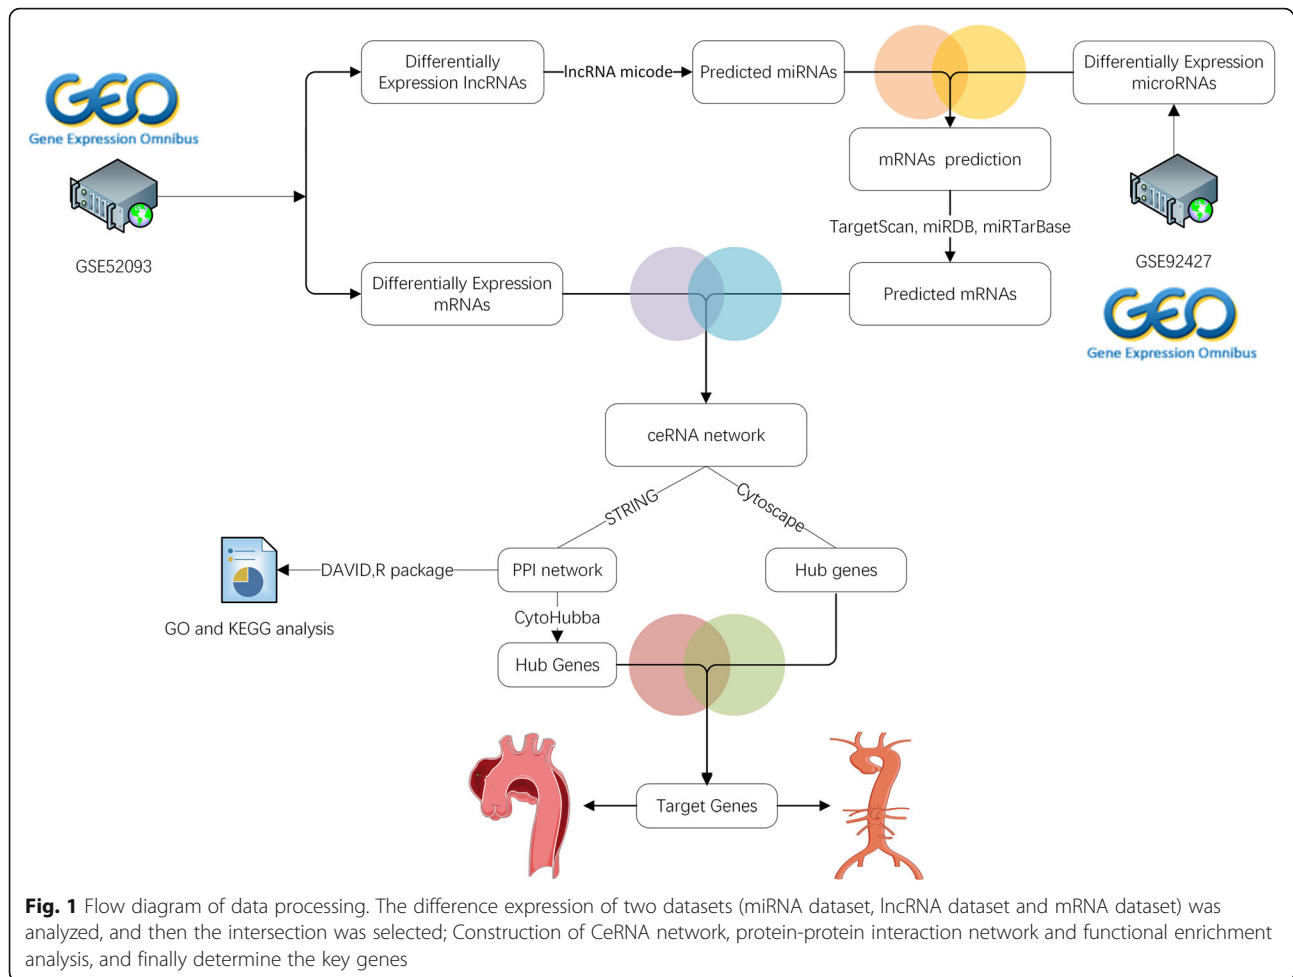 GEO
Gene Expression Omnibus
GSE52093
Differentially
Expression lncRNAs
lncRNA micode
Predicted miRNAs
Differentially Expression
microRNAs
mRNAs prediction
TargetScan, miRDB, miRTarBase
GSE92427
GEO
Gene Expression Omnibus
Differentially Expression
mRNAs
Predicted mRNAs
ceRNA network
STRING
Cytoscape
DAVID,R package
PPI network
Hub genes
GO and KEGG analysis
CytoHubba
Hub Genes
Target Genes
Fig. 1 Flow diagram of data processing. The difference expression of two datasets (miRNA dataset, lncRNA dataset and mRNA dataset) was
analyzed, and then the intersection was selected; Construction of CeRNA network, protein-protein interaction network and functional enrichment
analysis, and finally determine the key genes